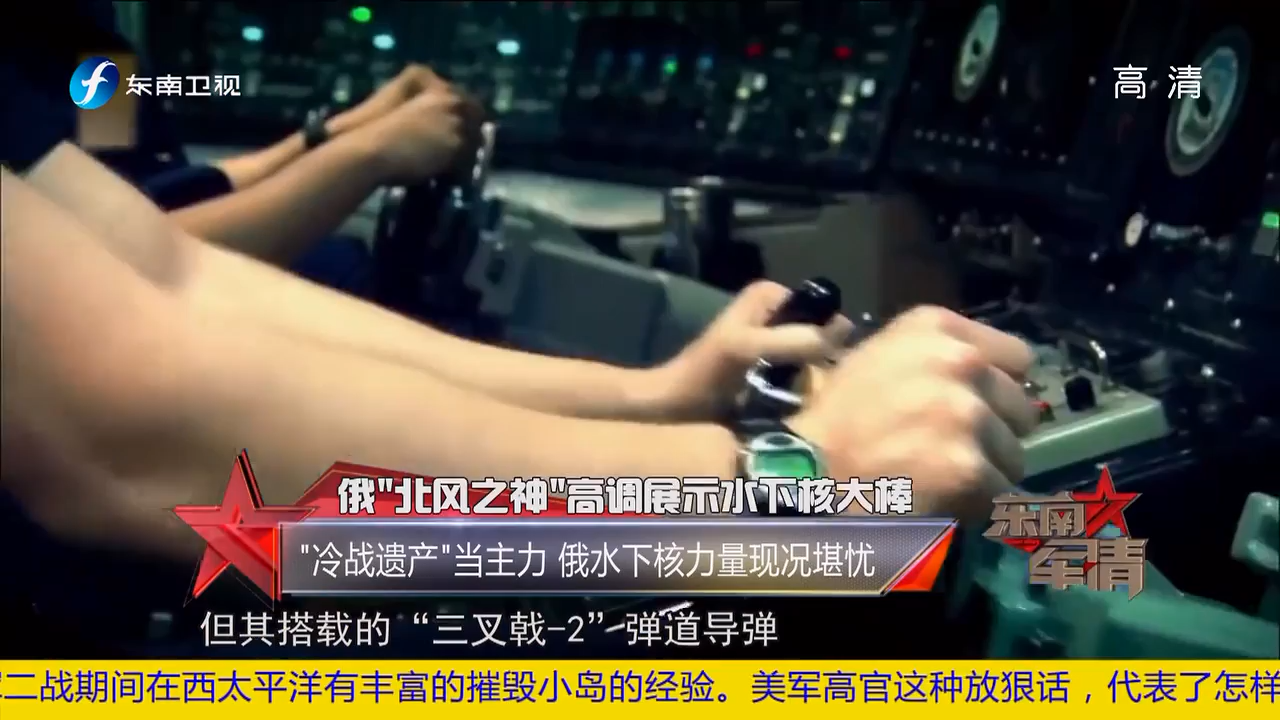 东南卫视
高清
俄"北风之神"高调展示水下核大棒
"冷战遗产"当主力 俄水下核力量现况堪忧
东南军情
但其搭载的“三叉戟-2”弹道导弹
二战期间在西太平洋有丰富的摧毁小岛的经验。美军高官这种放狠话，代表了怎样